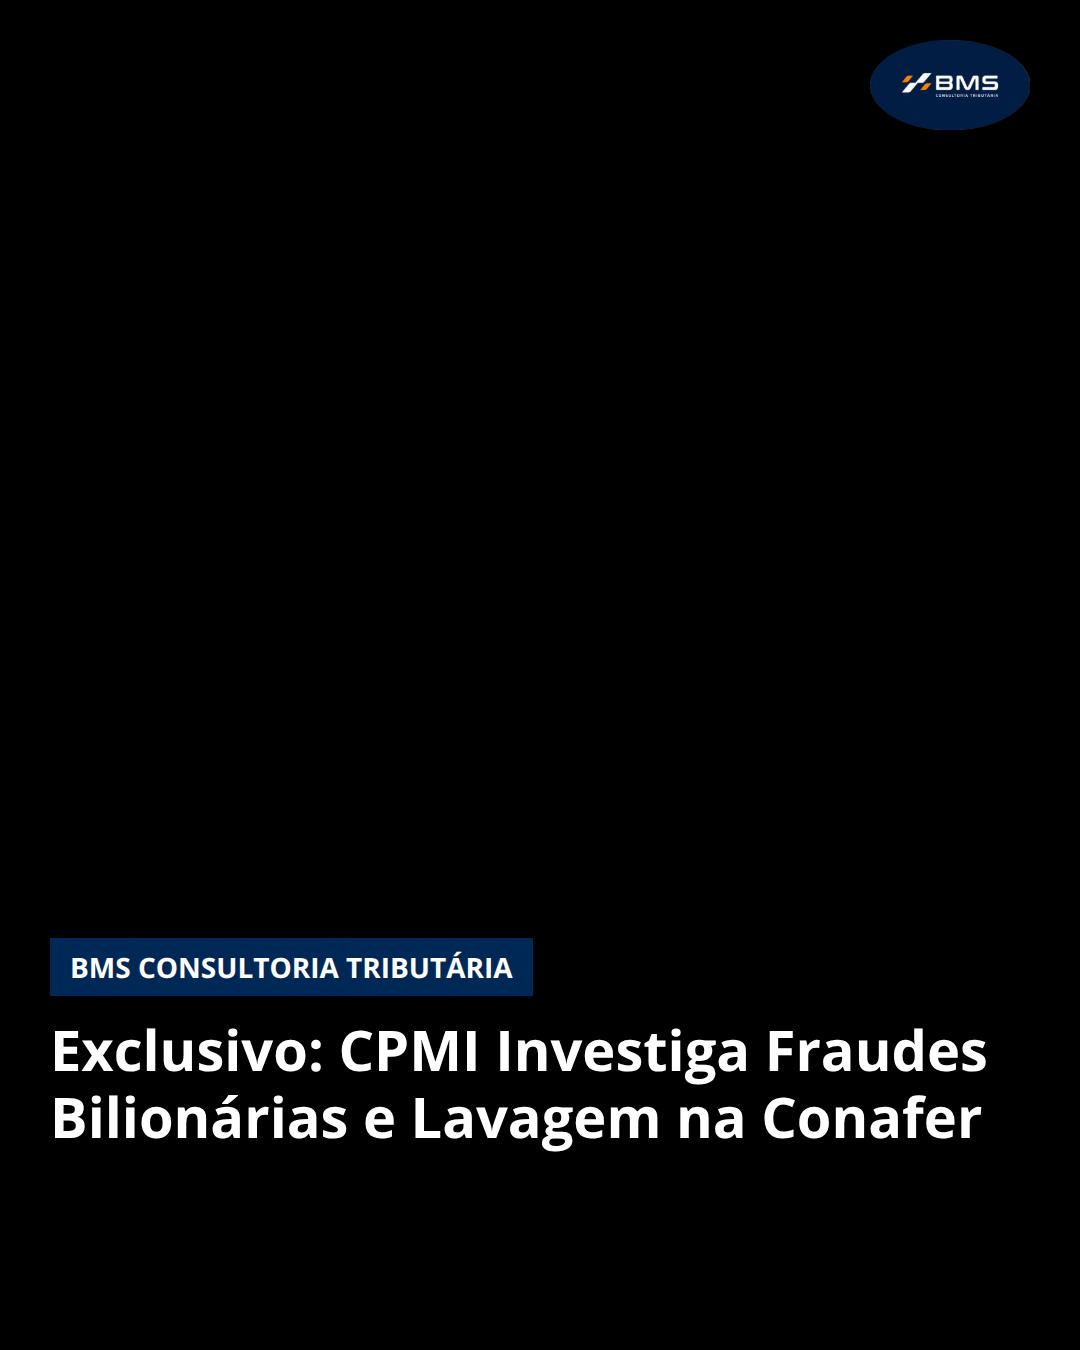 BMS
CONSULTORIA TRIBUTÁRIA
BMS CONSULTORIA TRIBUTÁRIA
Exclusivo: CPMI Investiga Fraudes
Bilionárias e Lavagem na Conafer